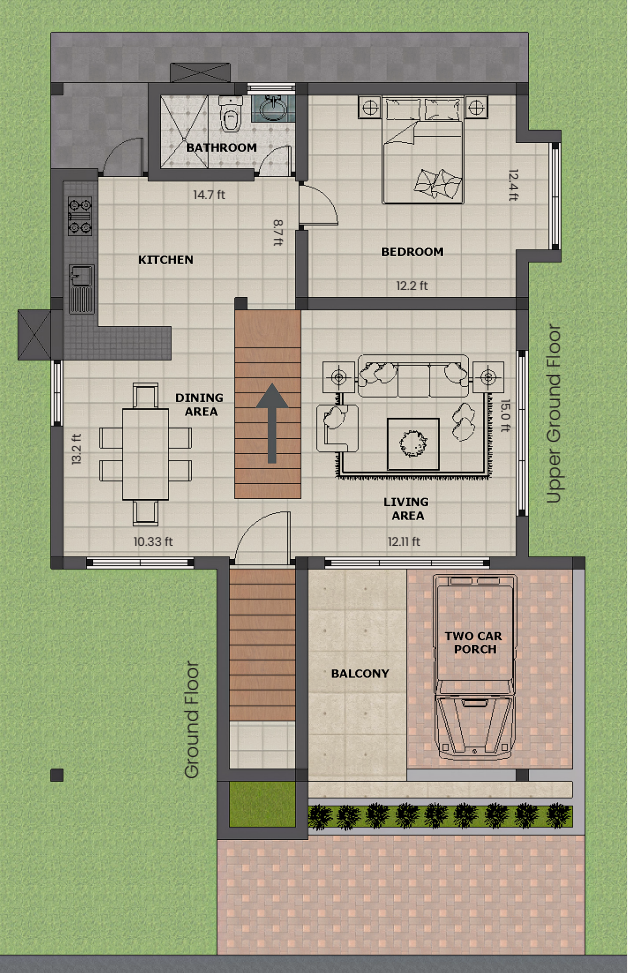 BATHROOM
14.7 ft
12.4 ft
8.7 ft
KITCHEN
BEDROOM
12.2 ft
Upper Ground Floor
DINING
AREA
15.0 ft
13.2 ft
LIVING
AREA
10.33 ft
12.11 ft
TWO CAR
PORCH
BALCONY
Ground Floor